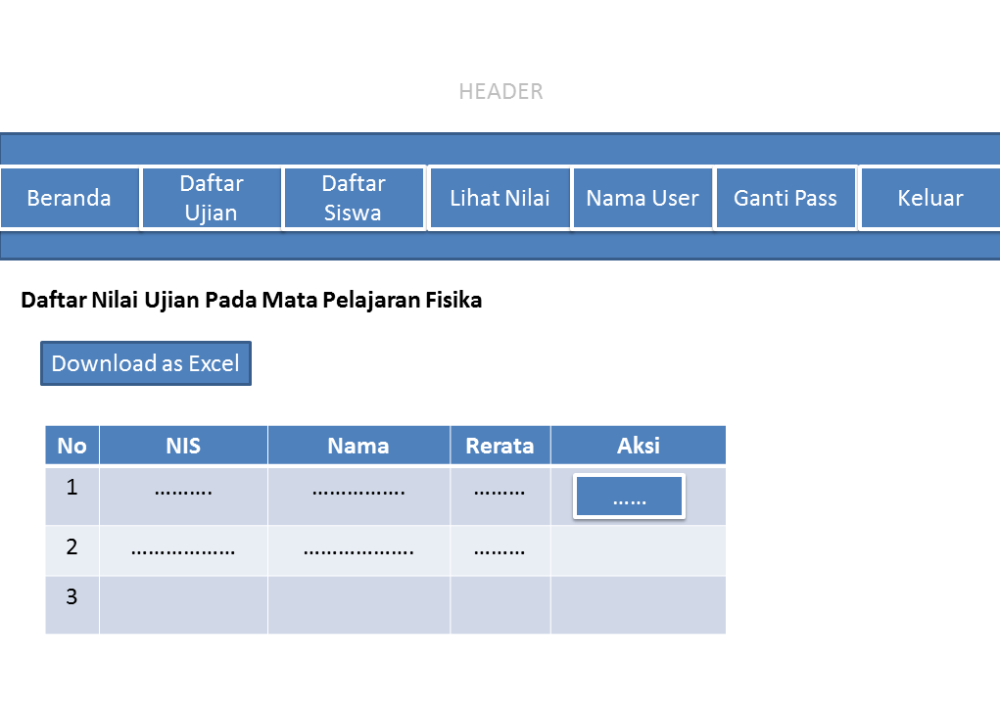 HEADER
Beranda
Daftar
Ujian
Daftar
Siswa
Lihat Nilai
Nama User
Ganti Pass
Keluar
Daftar Nilai Ujian Pada Mata Pelajaran Fisika
Download as Excel
No NIS Nama Rerata Aksi
1 ………. ……………. ……… ……
2 ……………… ………………. ………
3